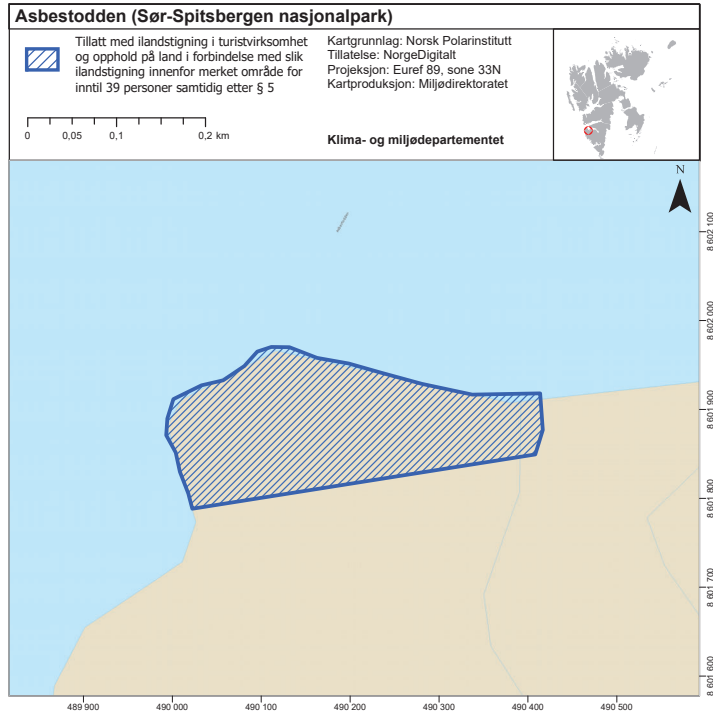 Asbestodden (Sør-Spitsbergen nasjonalpark)
Tillatt med ilandstigning i turistvirksomhet
og opphold på land i forbindelse med slik
ilandstigning innenfor merket område for
inntil 39 personer samtidig etter § 5
0 0,05 0,1 0,2 km
Kartgrunnlag: Norsk Polarinstitutt
Tillatelse: NorgeDigitalt
Projeksjon: Euref 89, sone 33N
Kartproduksjon: Miljødirektoratet
Klima- og miljødepartementet
N
8 602 100
8 602 000
8 601 900
8 601 800
8 601 700
8 601 600
489 900 490 000 490 100 490 200 490 300 490 400 490 500